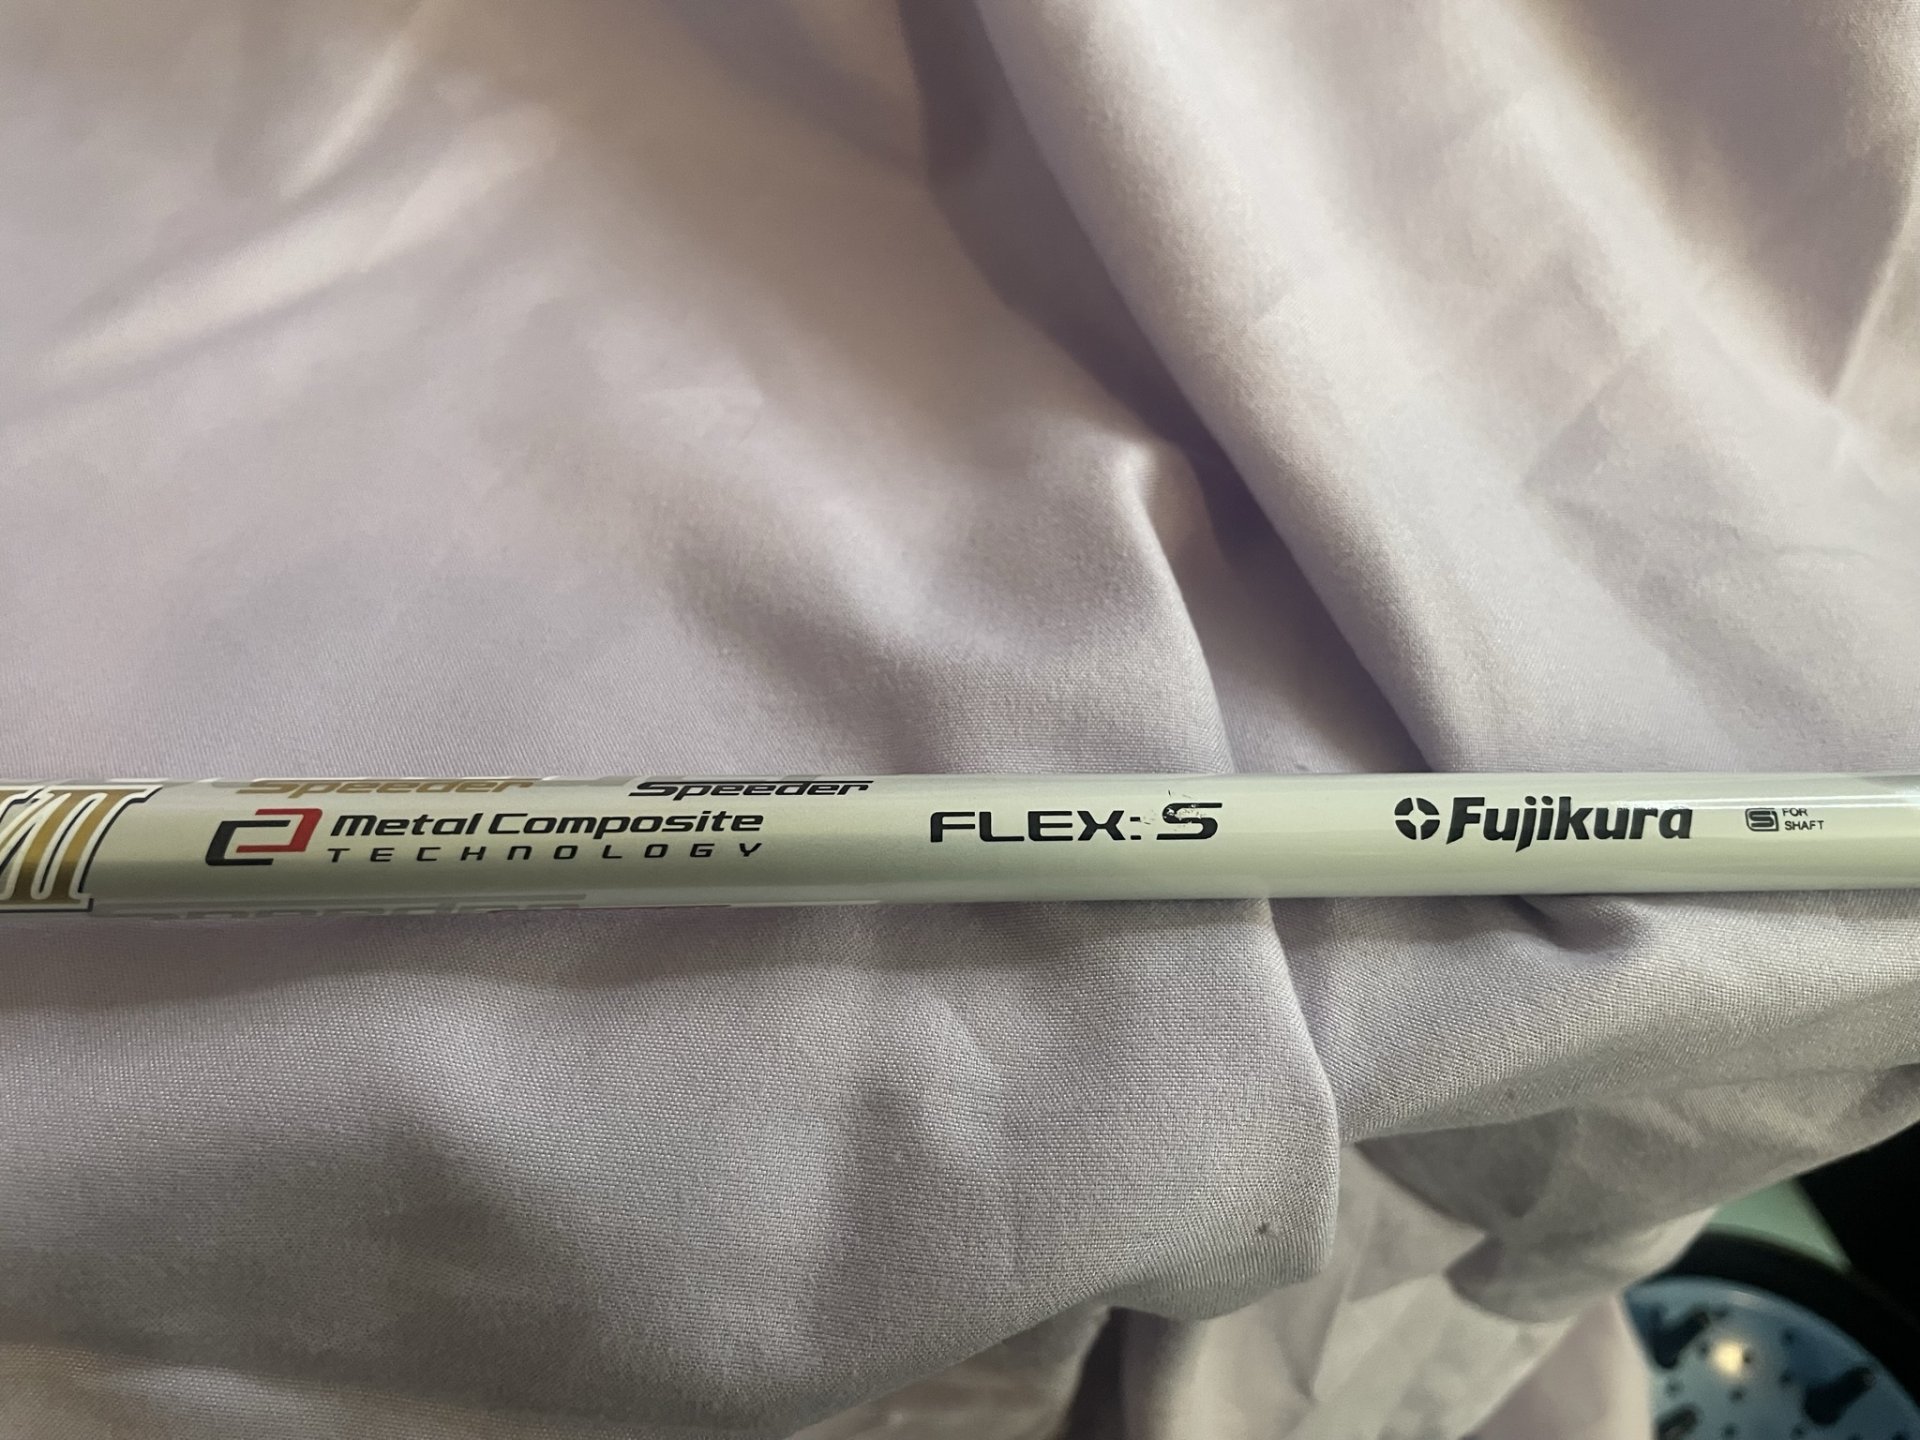 Speeder Speeder
Metal Composite
TECHNOLOGY
FLEX: S
Fujikura
S FOR
SHAFT